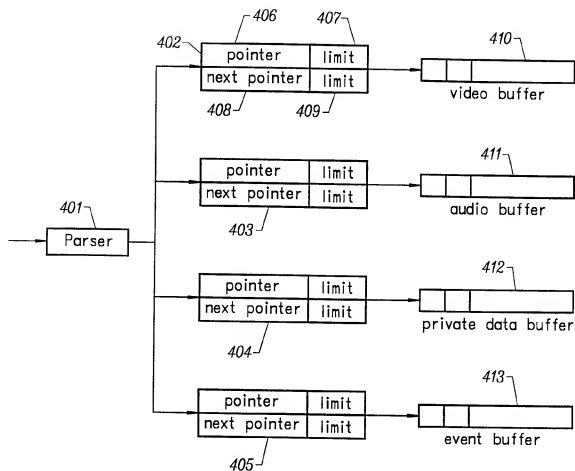 406
407
402
410
pointer limit
next pointer limit
video buffer
408
409
411
pointer limit
next pointer limit
audio buffer
401
403
Parser
412
pointer limit
next pointer limit
private data buffer
404
413
pointer limit
next pointer limit
event buffer
405